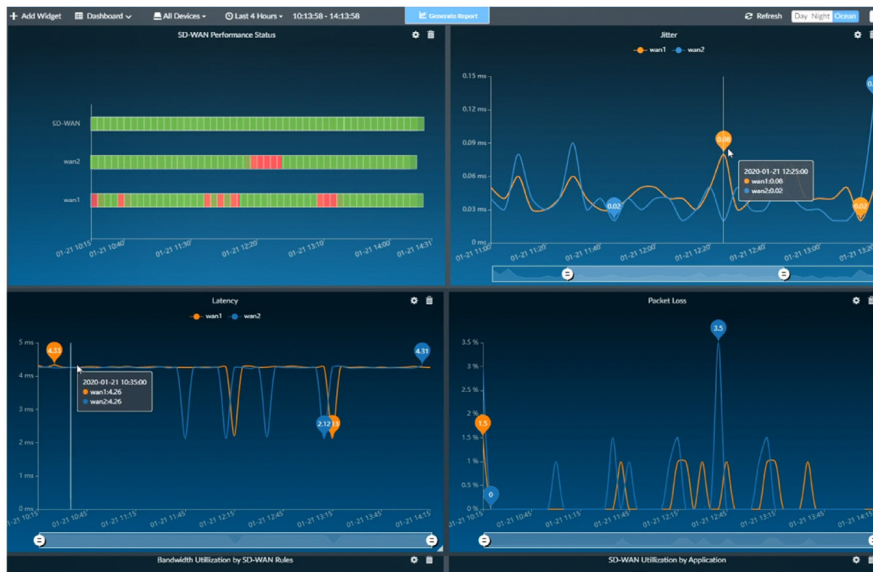 Add Widget Dashboard All Devices Last 4 Hours 10:13:58 - 14:13:58 Generate Report Refresh Day Night Ocean
SD-WAN Performance Status
SD-WAN
wan2
wan1
01-21 10:15 01-21 10:40 01-21 11:30 01-21 12:20 01-21 13:10 01-21 14:00 01-21 14:31
Jitter
wan1 wan2
0.15 ms
0.12 ms
0.09 ms
0.06 ms
0.03 ms
0 ms
0.08
0.02
0.02
2020-01-21 12:25:00
wan1:0.08
wan2:0.02
01-21 11:00 01-21 11:20 01-21 11:40 01-21 12:00 01-21 12:20 01-21 12:40 01-21 13:00 01-21 13:20
Latency
wan1 wan2
5 ms
4 ms
3 ms
2 ms
1 ms
0 ms
4.33
4.31
2.12
2020-01-21 10:35:00
wan1:4.26
wan2:4.26
01-21 10:15 01-21 10:45 01-21 11:15 01-21 11:45 01-21 12:15 01-21 12:45 01-21 13:15 01-21 13:45 01-21 14:15
Packet Loss
3.5 %
3 %
2.5 %
2 %
1.5 %
1 %
0.5 %
0 %
3.5
1.5
0
01-21 10:15 01-21 10:45 01-21 11:15 01-21 11:45 01-21 12:15 01-21 12:45 01-21 13:15 01-21 13:45 01-21 14:15
Bandwidth Utilization by SD-WAN Rules
SD-WAN Utilization by Application